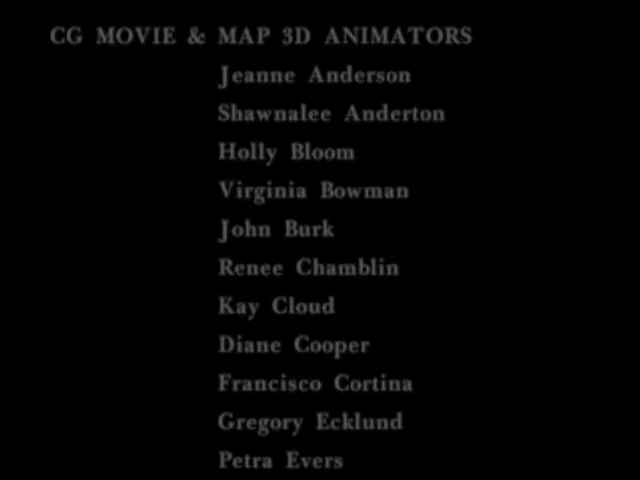 CG MOVIE & MAP 3D ANIMATORS
Jeanne Anderson
Shawnalee Anderton
Holly Bloom
Virginia Bowman
John Burk
Renee Chamblin
Kay Cloud
Diane Cooper
Francisco Cortina
Gregory Ecklund
Petra Evers